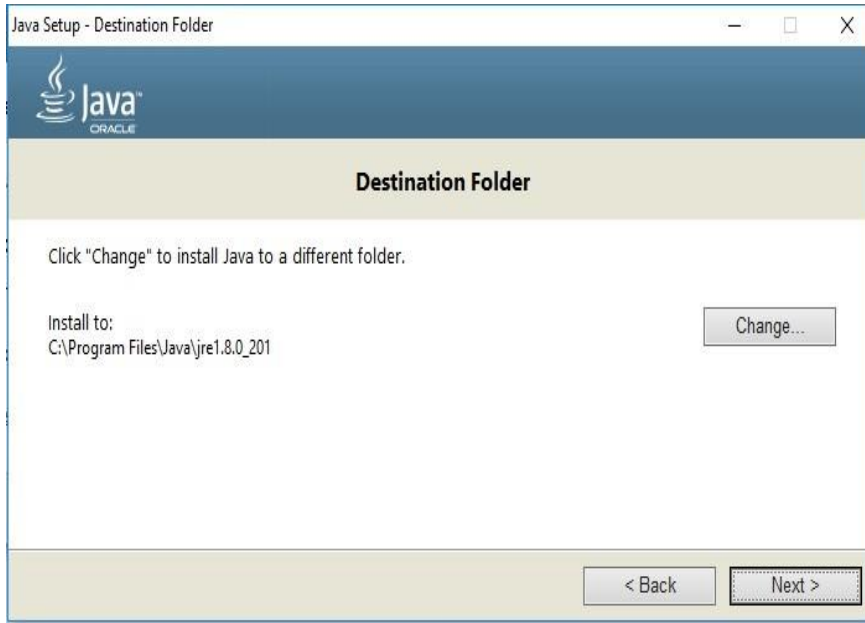 Java Setup - Destination Folder
Java™
ORACLE
Destination Folder
Click "Change" to install Java to a different folder.
Install to:
Change...
C:\Program Files\Java\jre1.8.0_201
< Back
Next >